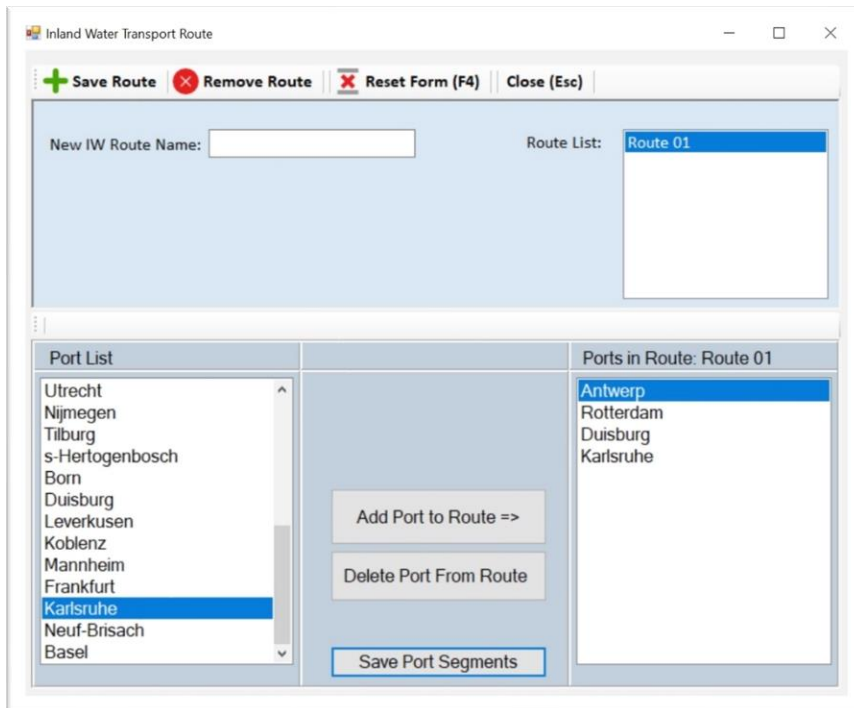 Inland Water Transport Route
Save Route Remove Route Reset Form (F4) Close (Esc)
New IW Route Name:
Route List:
Route 01
Port List
Utrecht
Nijmegen
Tilburg
s-Hertogenbosch
Born
Duisburg
Leverkusen
Koblenz
Mannheim
Frankfurt
Karlsruhe
Neuf-Brisach
Basel
Add Port to Route =>
Delete Port From Route
Save Port Segments
Ports in Route: Route 01
Antwerp
Rotterdam
Duisburg
Karlsruhe